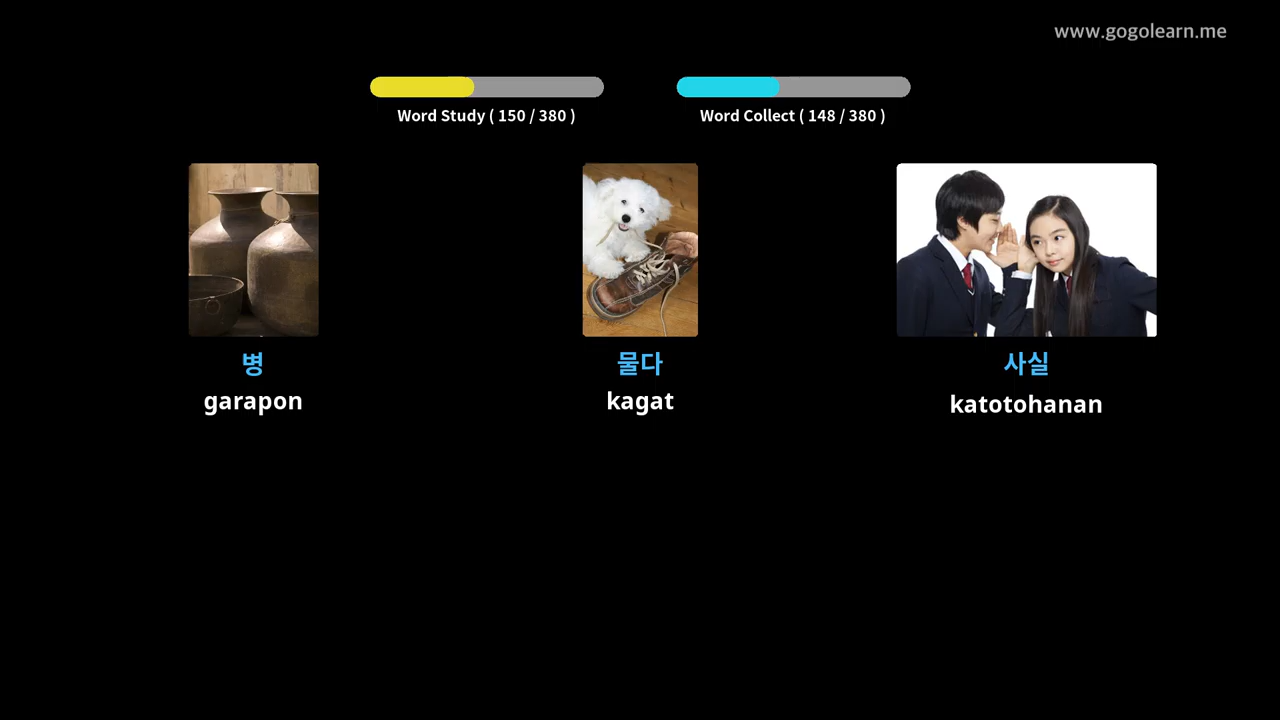 www.gogolearn.me
Word Study ( 150 / 380 )
Word Collect ( 148 / 380 )
병
물다
사실
garapon
kagat
katotohanan